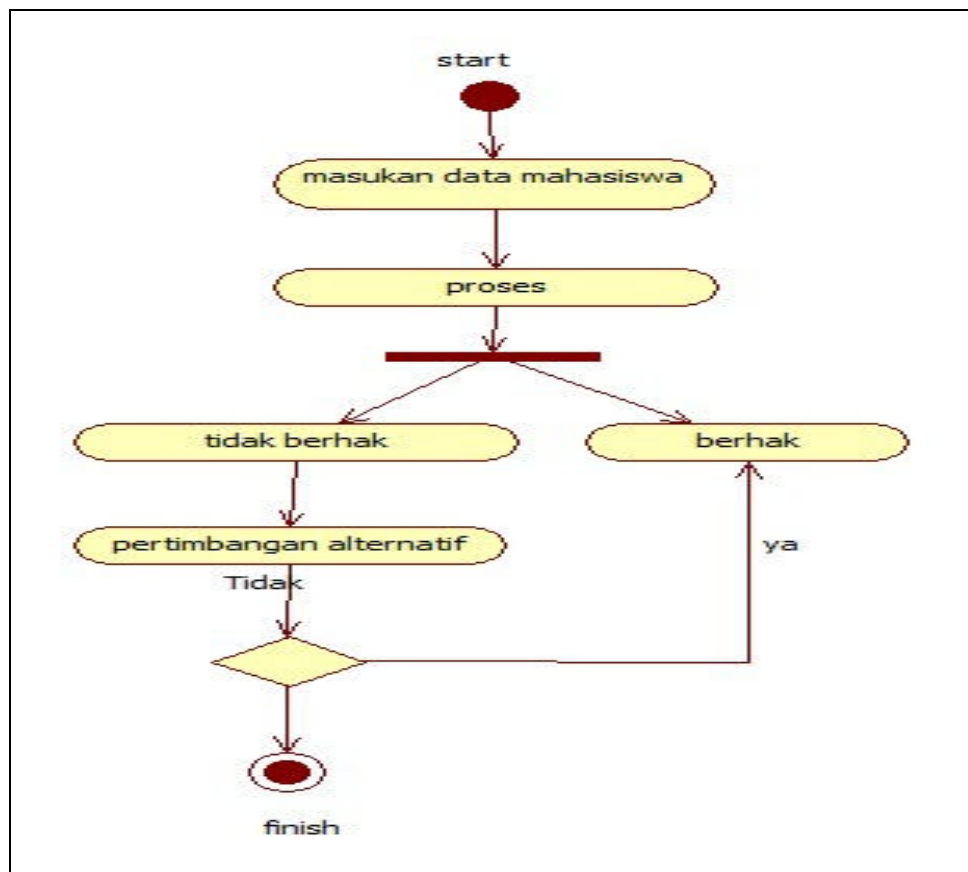 start
masukan data mahasiswa
proses
tidak berhak
berhak
pertimbangan alternatif
ya
Tidak
finish